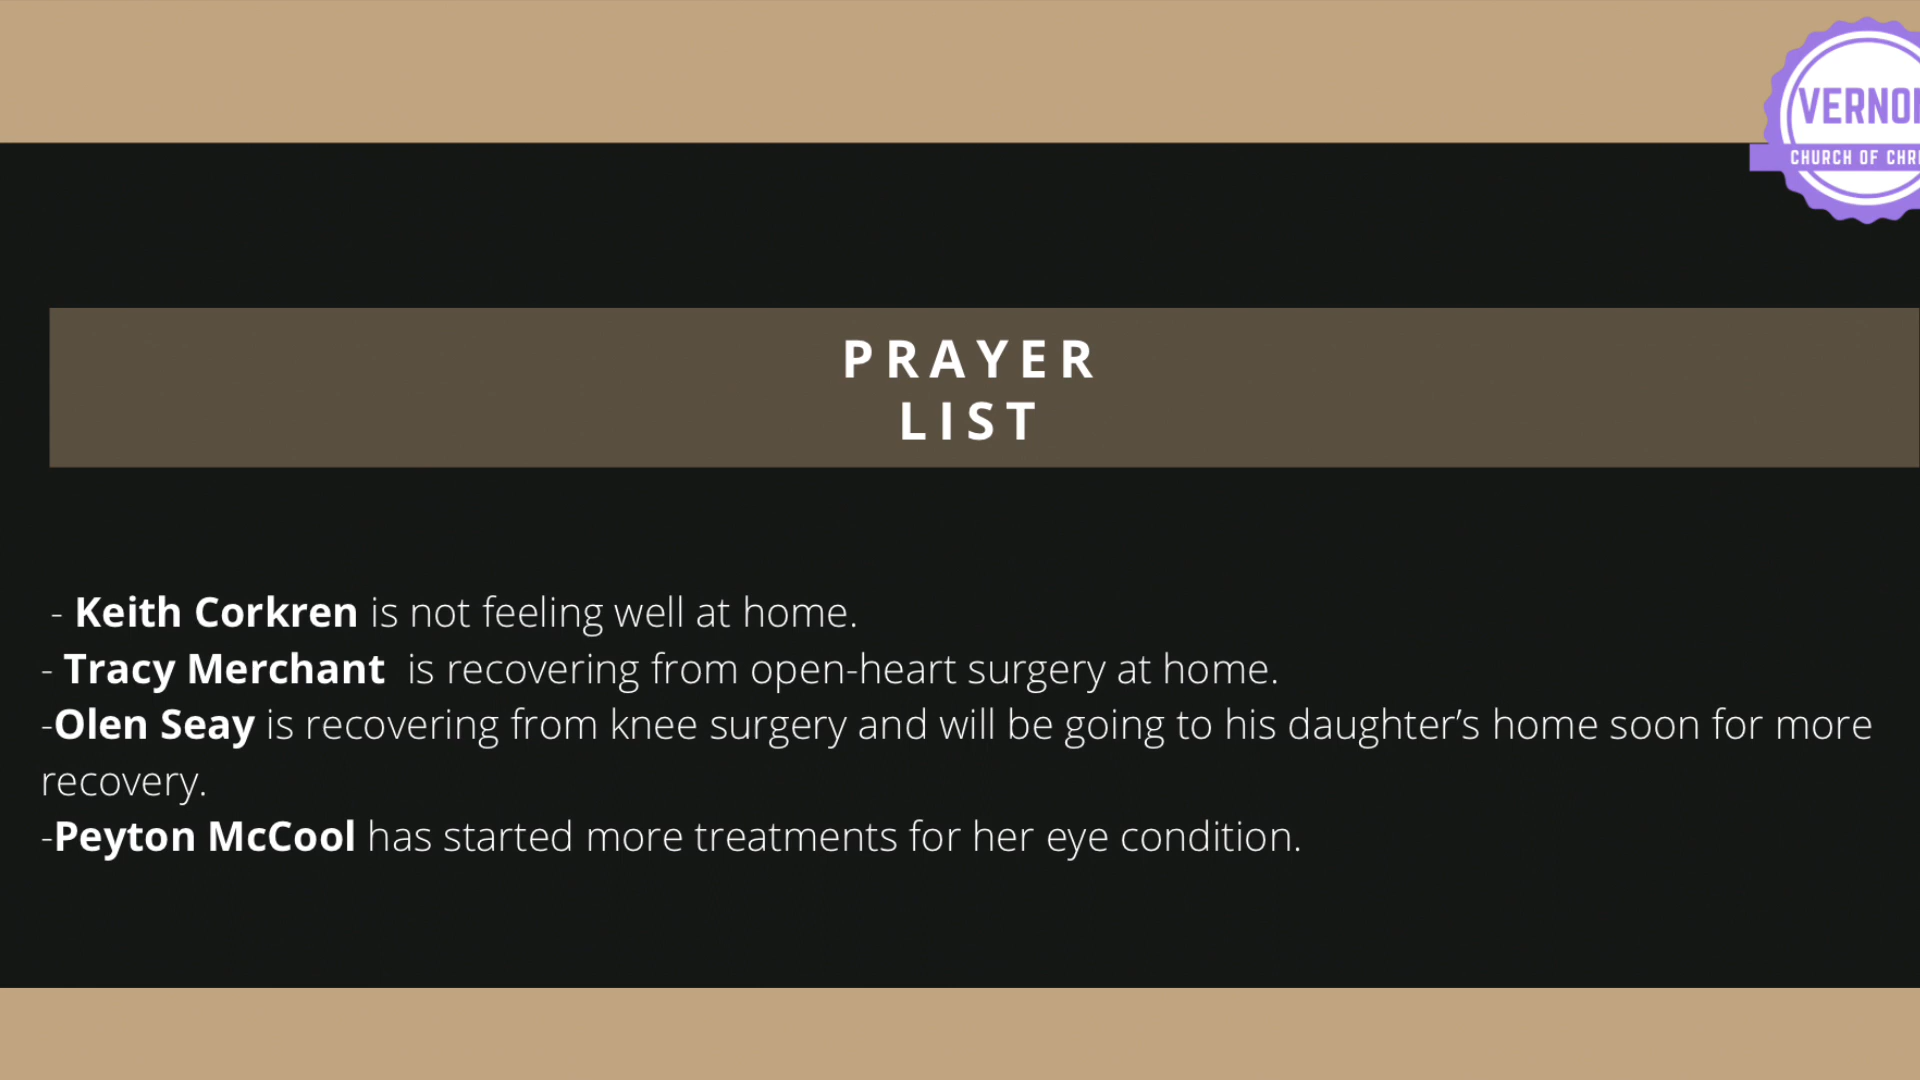 VERNO
CHURCH OF CHR
PRAYER
LIST
- Keith Corkren is not feeling well at home.
- Tracy Merchant  is recovering from open-heart surgery at home.
-Olen Seay is recovering from knee surgery and will be going to his daughter’s home soon for more
recovery.
-Peyton McCool has started more treatments for her eye condition.